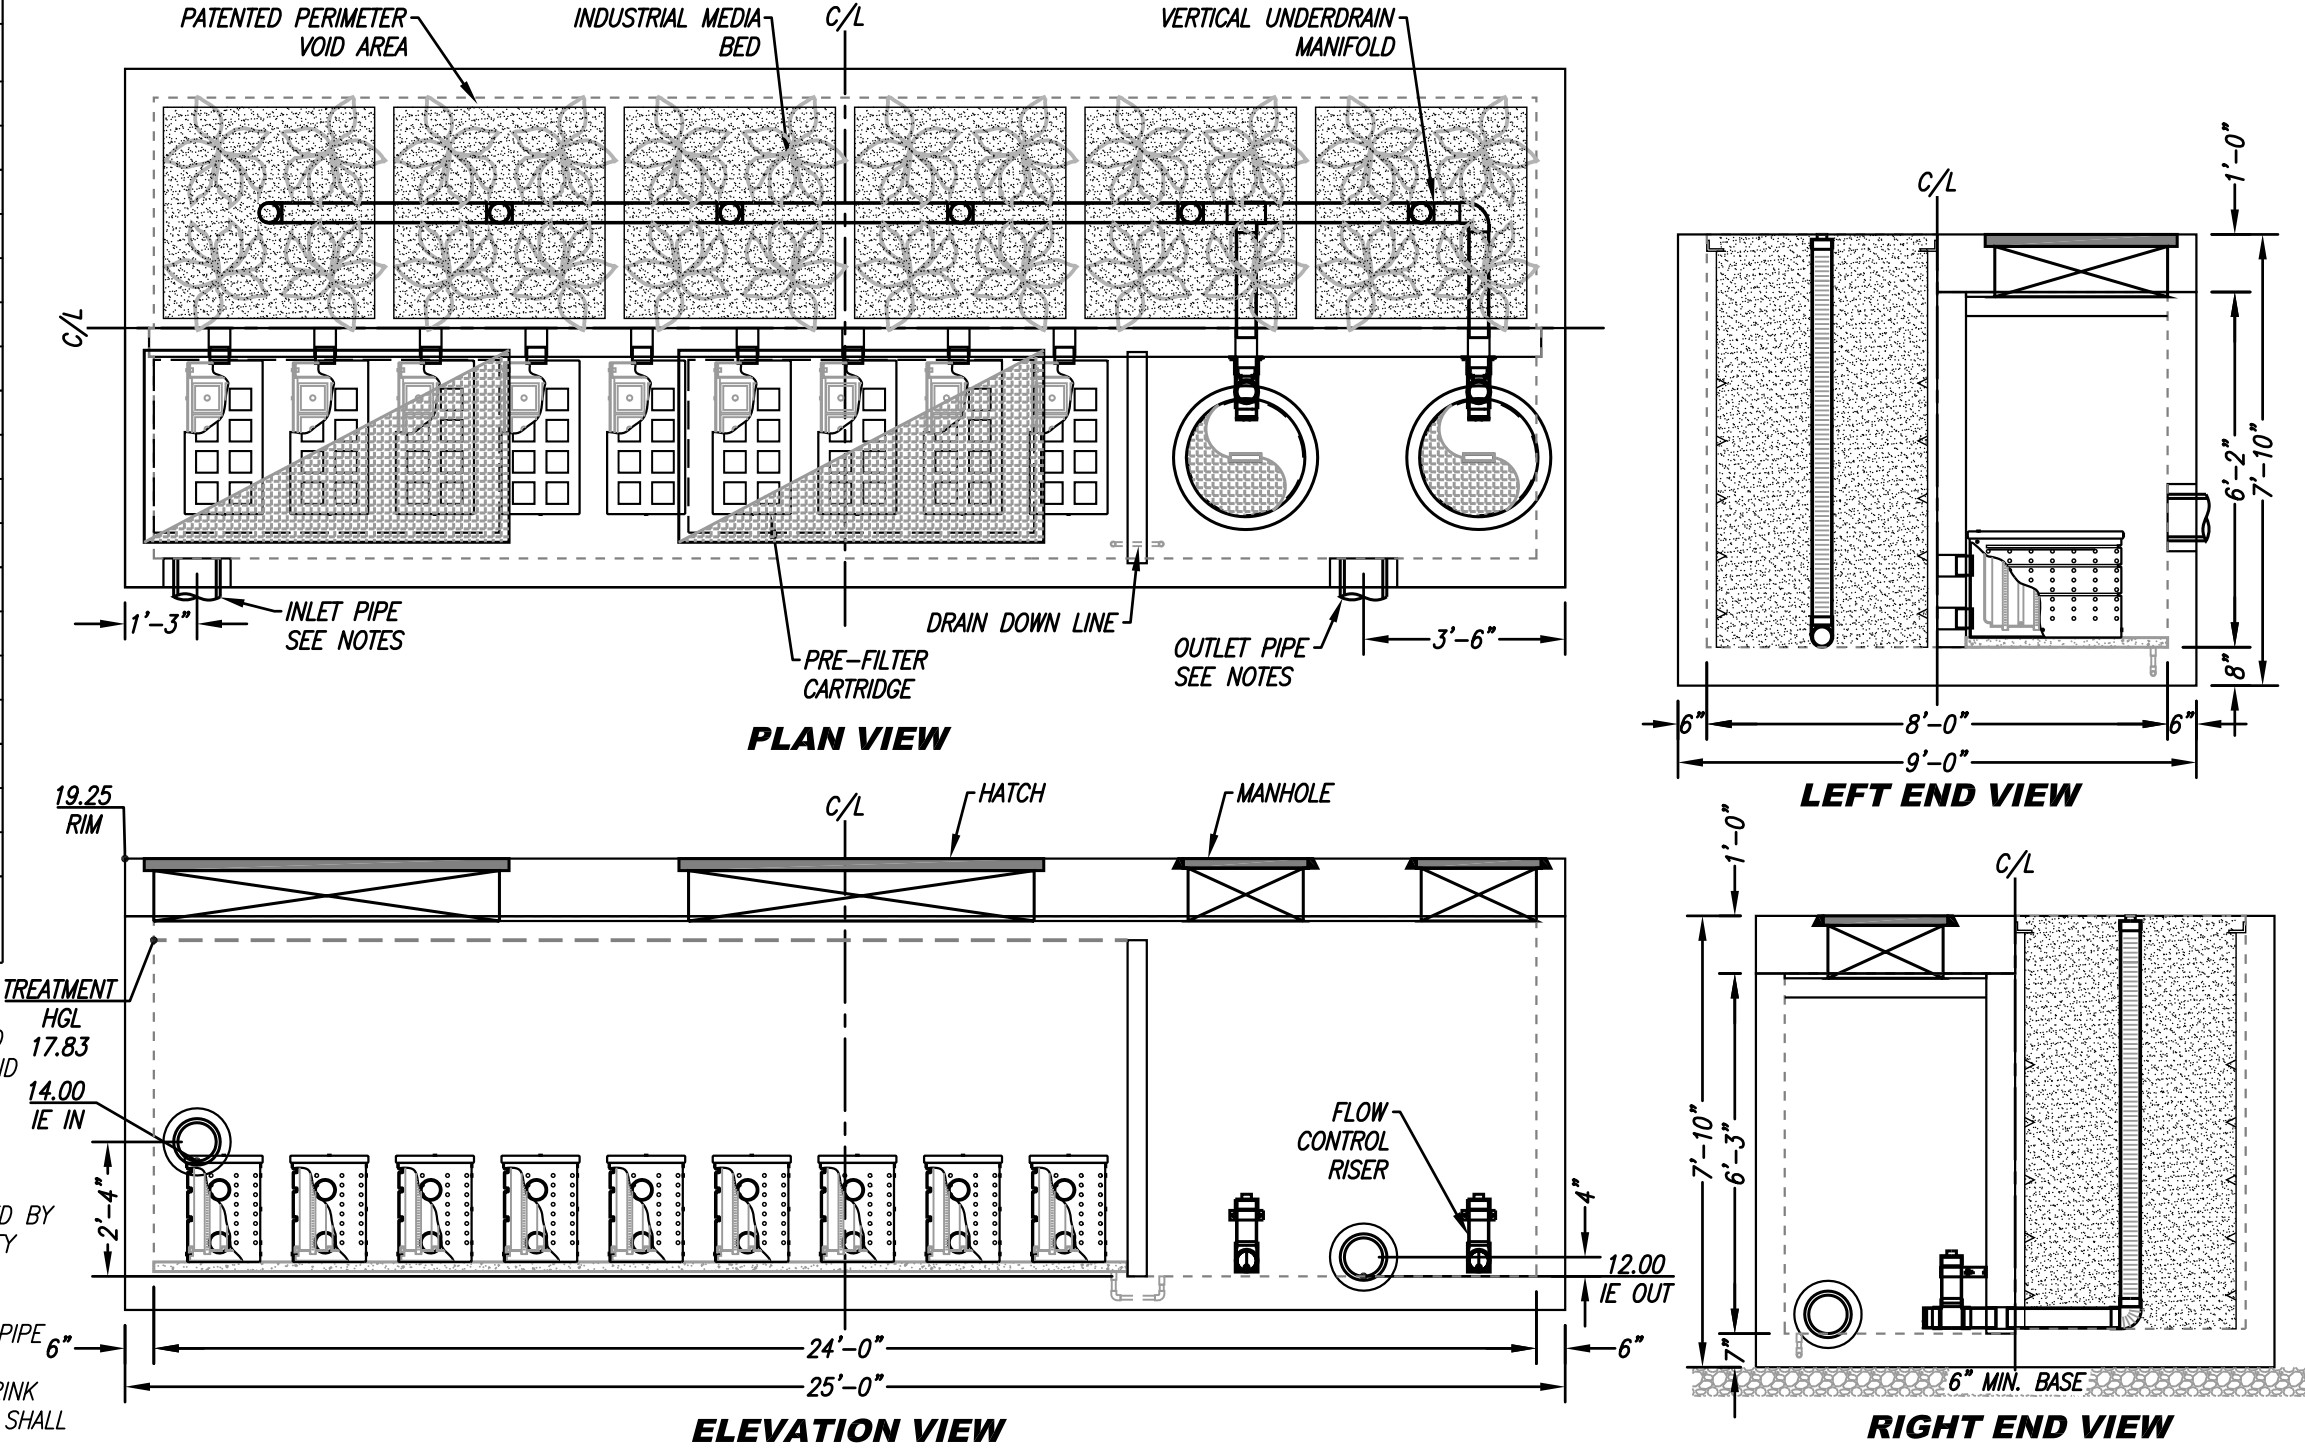 PATENTED PERIMETER
VOID AREA
INDUSTRIAL MEDIA
BED
C/L
VERTICAL UNDERDRAIN
MANIFOLD
C/L
1'-3"
INLET PIPE
SEE NOTES
PRE-FILTER
CARTRIDGE
DRAIN DOWN LINE
OUTLET PIPE
SEE NOTES
3'-6"
PLAN VIEW
C/L
1'-0"
6'-2"
7'-10"
8"
6"
8'-0"
6"
9'-0"
LEFT END VIEW
19.25
RIM
C/L
HATCH
MANHOLE
TREATMENT
HGL
17.83
14.00
IE IN
2'-4"
FLOW
CONTROL
RISER
4"
12.00
IE OUT
6"
24'-0"
6"
25'-0"
ELEVATION VIEW
1'-0"
C/L
7'-10"
6'-3"
7"
6" MIN. BASE
RIGHT END VIEW
BY
PIPE
SHALL